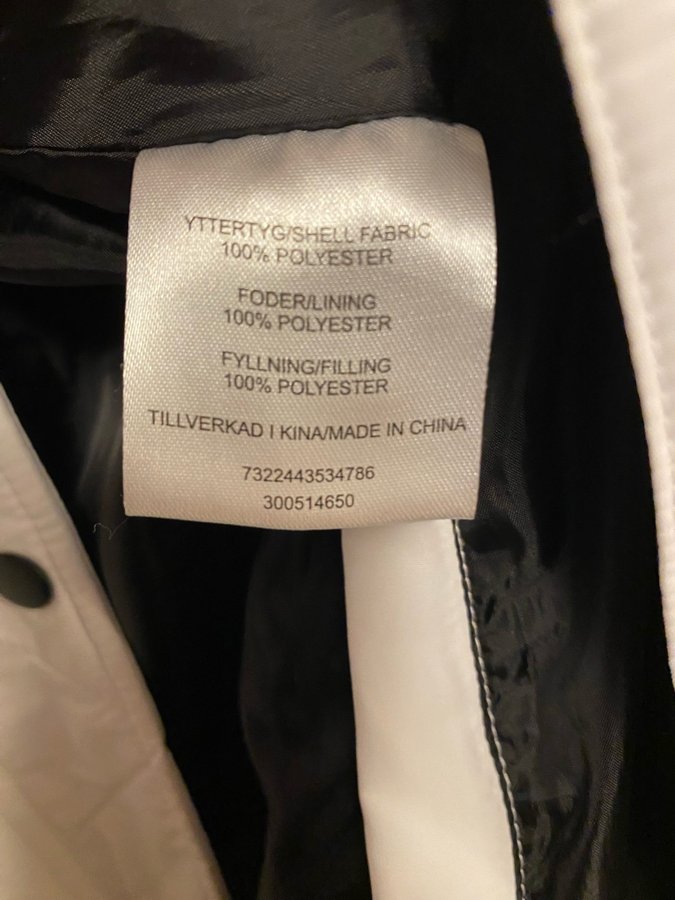 YTTERTYG/SHELL FABRIC
100% POLYESTER
FODER/LINING
100% POLYESTER
FYLLNING/FILLING
100% POLYESTER
TILLVERKAD I KINA/MADE IN CHINA
7322443534786
300514650